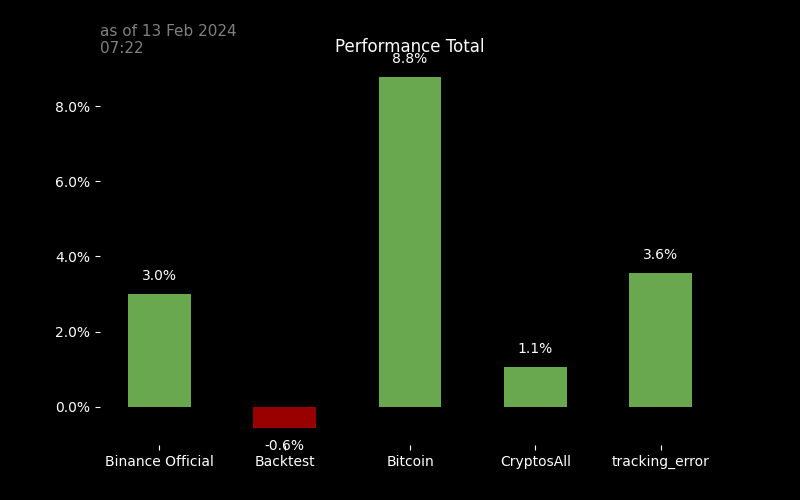 as of 13 Feb 2024
07:22
Performance Total
8.8%
8.0%
6.0%
4.0%
3.6%
3.0%
2.0%
1.1%
0.0%
-0.6%
Binance Official
Backtest
Bitcoin
CryptosAll
tracking_error